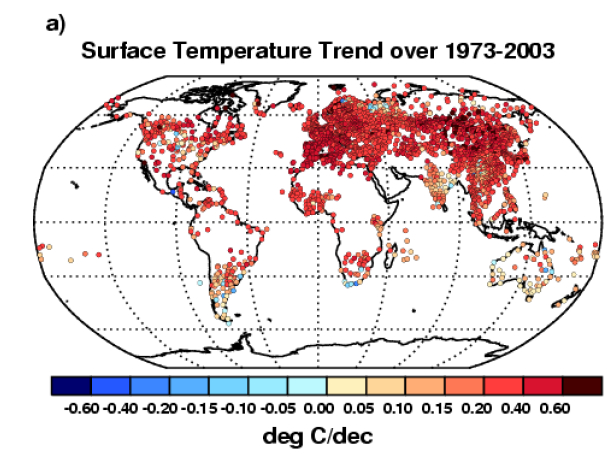 a)
Surface Temperature Trend over 1973-2003
-0.60 -0.40 -0.20 -0.15 -0.10 -0.05 0.00 0.05 0.10 0.15 0.20 0.40 0.60
deg C/dec